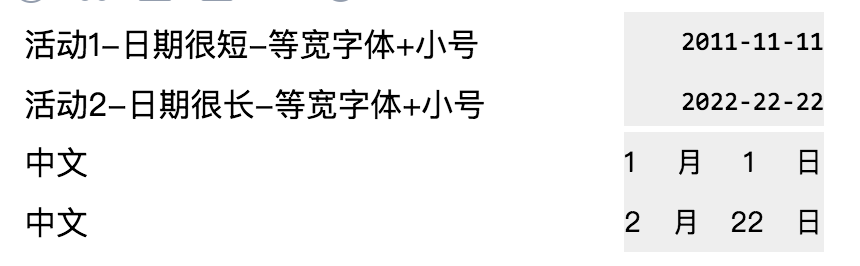 活动1-日期很短-等宽字体+小号 2011-11-11
活动2-日期很长-等宽字体+小号 2022-22-22
中文 1 月 1 日
中文 2 月 22 日